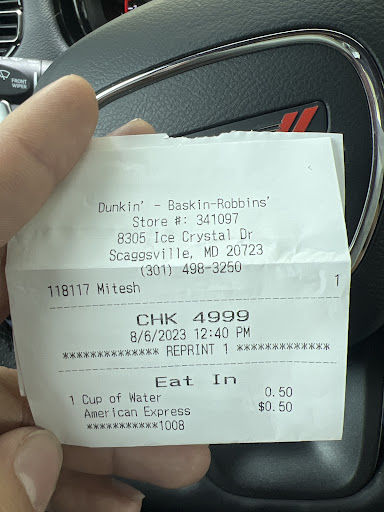 FRONT
WIPER
Dunkin' - Baskin-Robbins'
Store #: 341097
8305 Ice Crystal Dr
Scaggsville, MD 20723
(301) 498-3250
118117 Mitesh 1
CHK 4999
8/6/2023 12:40 PM
************* REPRINT 1 *************
Eat In
1 Cup of Water 0.50
American Express $0.50
***********1008